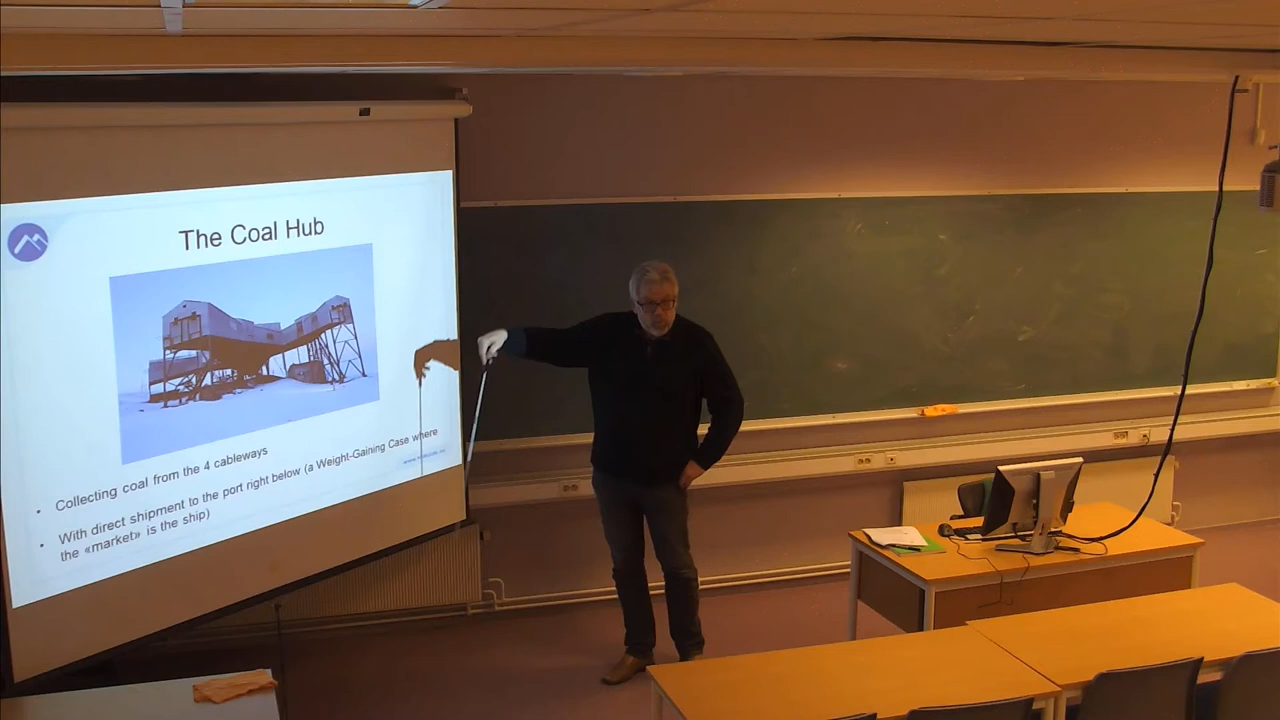 The Coal Hub
• Collecting coal from the 4 cableways
• With direct shipment to the port right below (a Weight-Gaining Case where
the «market» is the ship)